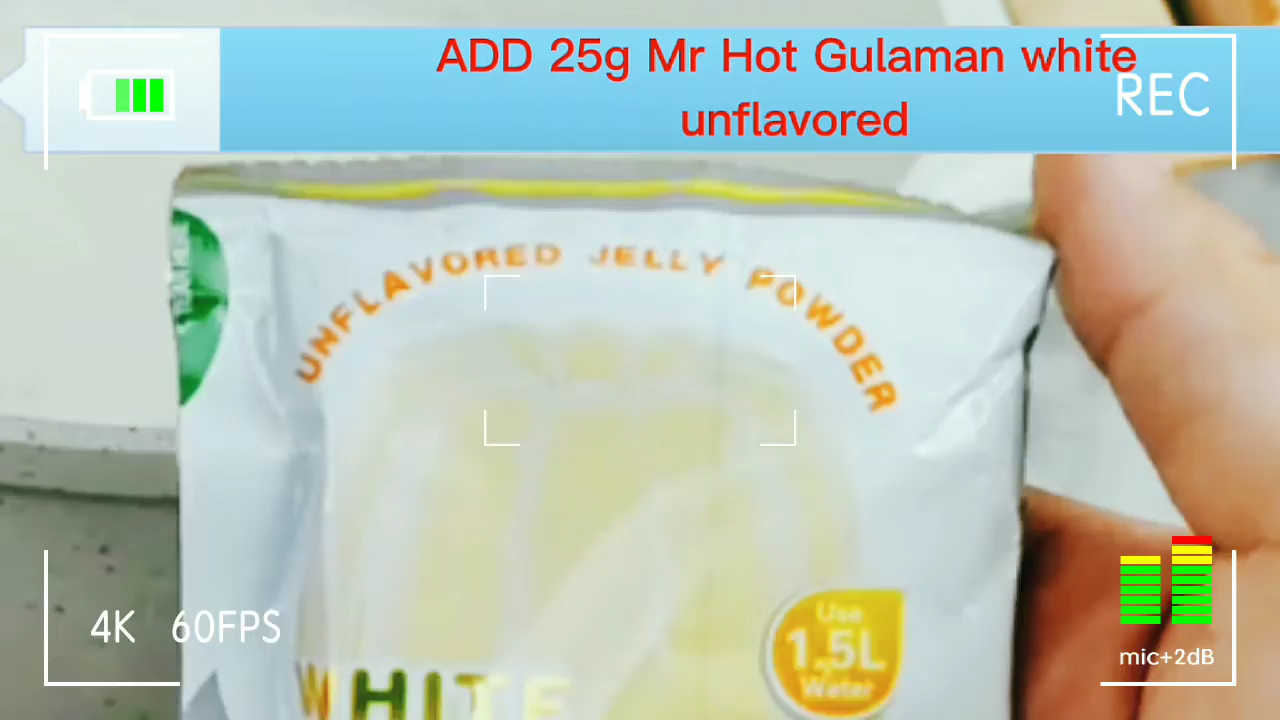 ADD 25g Mr Hot Gulaman white
unflavored
REC
UNFLAVORED JELLY POWDER
Use
1.5L
Water
WHITE
4K 60FPS
mic+2dB